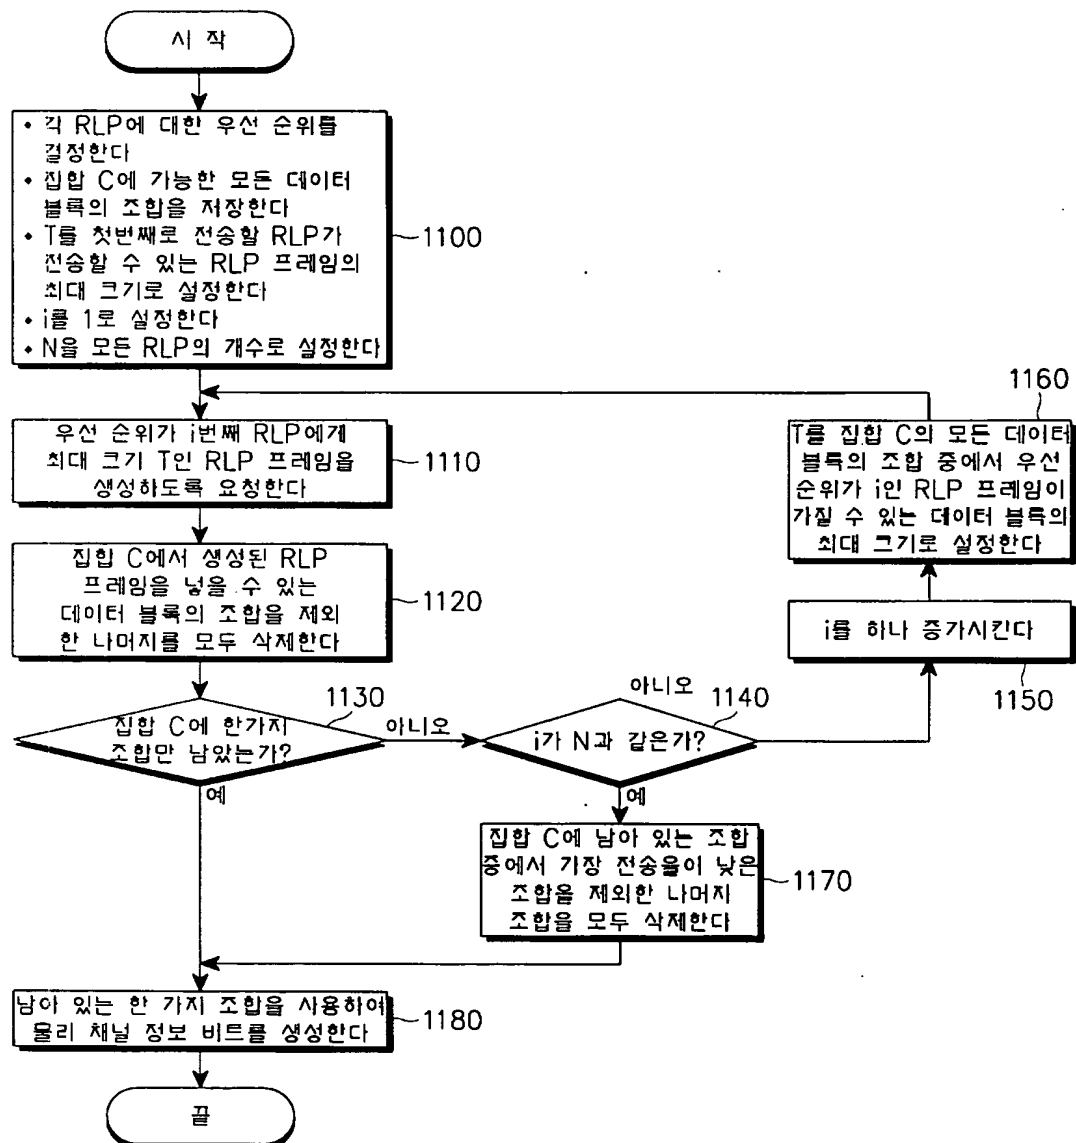 시 작
• 각 RLP에 대한 우선 순위를
결정한다
• 집합 C에 가능한 모든 데이터
블록의 조합을 저장한다
• T를 첫번째로 전송할 RLP가
전송할 수 있는 RLP 프레임의
최대 크기로 설정한다
• i를 1로 설정한다
• N을 모든 RLP의 개수로 설정한다
1100
우선 순위가 i번째 RLP에게
최대 크기 T인 RLP 프레임을
생성하도록 요청한다
1110
1160
T를 집합 C의 모든 데이터
블록의 조합 중에서 우선
순위가 i인 RLP 프레임이
가질 수 있는 데이터 블록의
최대 크기로 설정한다
집합 C에서 생성된 RLP
프레임을 넣을 수 있는
데이터 블록의 조합을 제외
한 나머지를 모두 삭제한다
1120
i를 하나 증가시킨다
1150
1130
집합 C에 한가지
조합만 남았는가?
아니오
예
아니오
1140
i가 N과 같은가?
예
집합 C에 남아 있는 조합
중에서 가장 전송율이 낮은
조합을 제외한 나머지
조합을 모두 삭제한다
1170
남아 있는 한 가지 조합을 사용하여
물리 채널 정보 비트를 생성한다
1180
끝